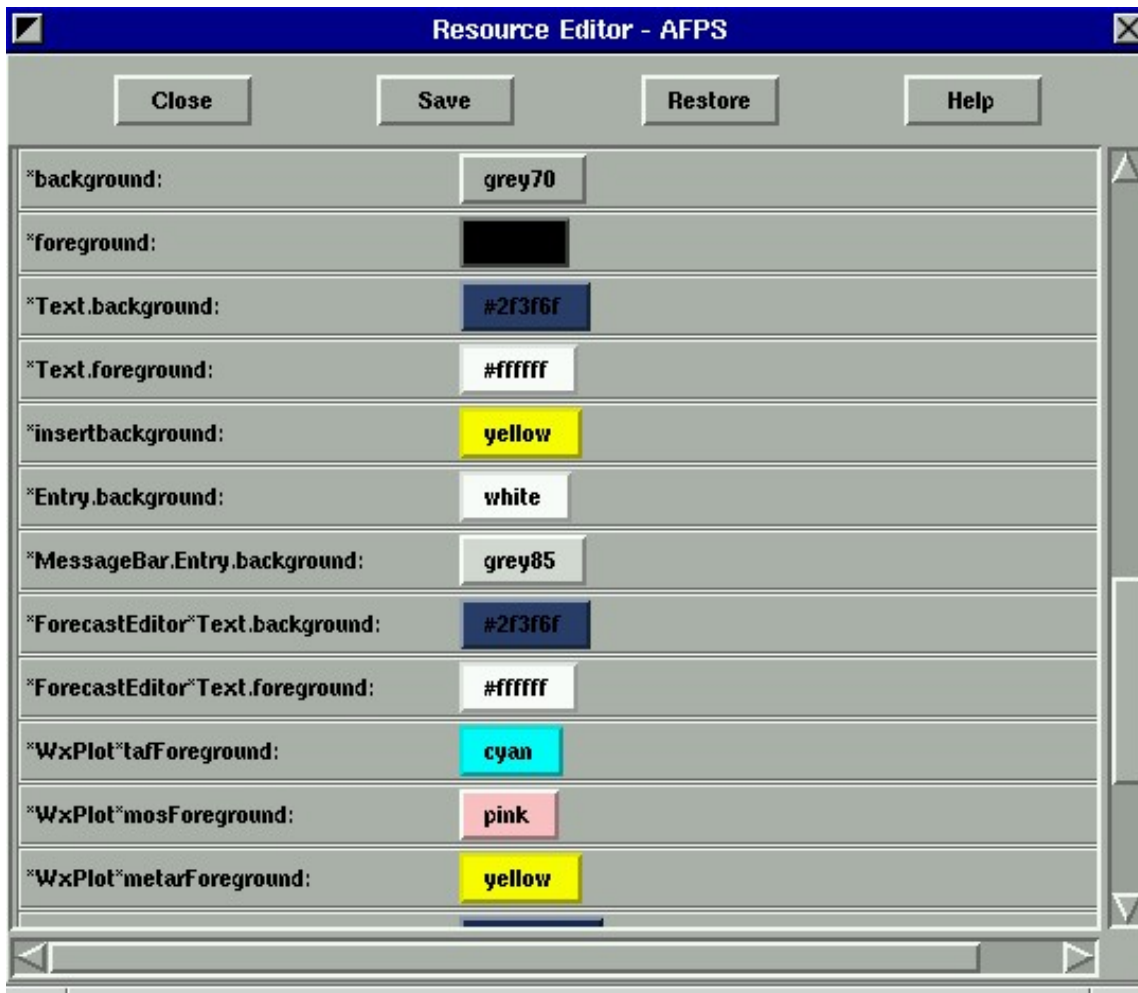 Resource Editor - AFPS
Close Save Restore Help
*background: grey70
*foreground:
*Text.background: #2f3f6f
*Text.foreground: #ffffff
*insertbackground: yellow
*Entry.background: white
*MessageBar.Entry.background: grey85
*ForecastEditor*Text.background: #2f3f6f
*ForecastEditor*Text.foreground: #ffffff
*WxPlot*tafForeground: cyan
*WxPlot*mosForeground: pink
*WxPlot*metarForeground: yellow